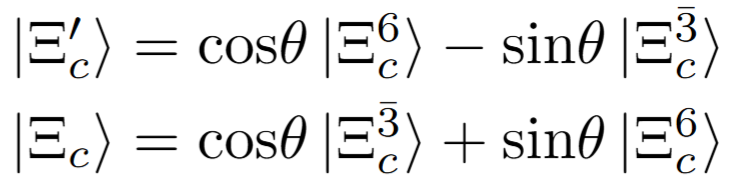 |Ξ′_c⟩ = cosθ |Ξ_c^6⟩ − sinθ |Ξ_c^3̄⟩
|Ξ_c⟩ = cosθ |Ξ_c^3̄⟩ + sinθ |Ξ_c^6⟩